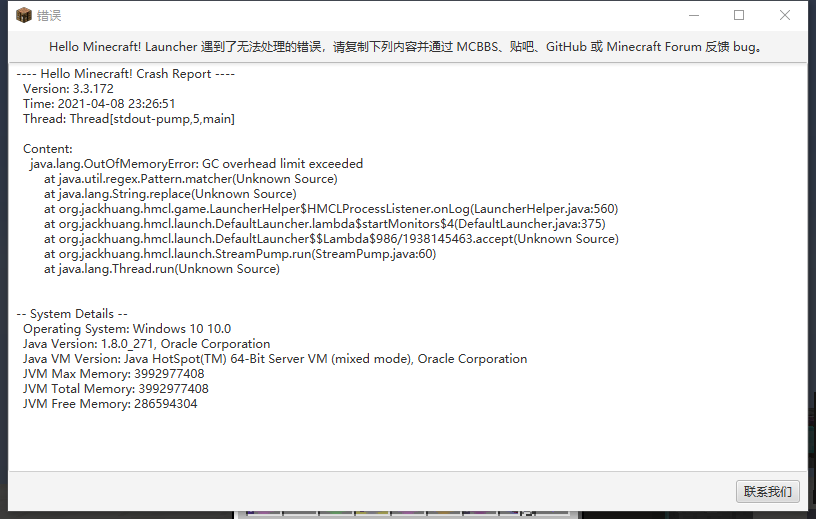 错误
Hello Minecraft! Launcher 遇到了无法处理的错误，请复制下列内容并通过 MCBBS、贴吧、GitHub 或 Minecraft Forum 反馈 bug。
---- Hello Minecraft! Crash Report ----
Version: 3.3.172
Time: 2021-04-08 23:26:51
Thread: Thread[stdout-pump,5,main]
Content:
java.lang.OutOfMemoryError: GC overhead limit exceeded
at java.util.regex.Pattern.matcher(Unknown Source)
at java.lang.String.replace(Unknown Source)
at org.jackhuang.hmcl.game.LauncherHelper$HMCLProcessListener.onLog(LauncherHelper.java:560)
at org.jackhuang.hmcl.launch.DefaultLauncher.lambda$startMonitors$4(DefaultLauncher.java:375)
at org.jackhuang.hmcl.launch.DefaultLauncher$$Lambda$986/1938145463.accept(Unknown Source)
at org.jackhuang.hmcl.launch.StreamPump.run(StreamPump.java:60)
at java.lang.Thread.run(Unknown Source)
-- System Details --
Operating System: Windows 10 10.0
Java Version: 1.8.0_271, Oracle Corporation
Java VM Version: Java HotSpot(TM) 64-Bit Server VM (mixed mode), Oracle Corporation
JVM Max Memory: 3992977408
JVM Total Memory: 3992977408
JVM Free Memory: 286594304
联系我们